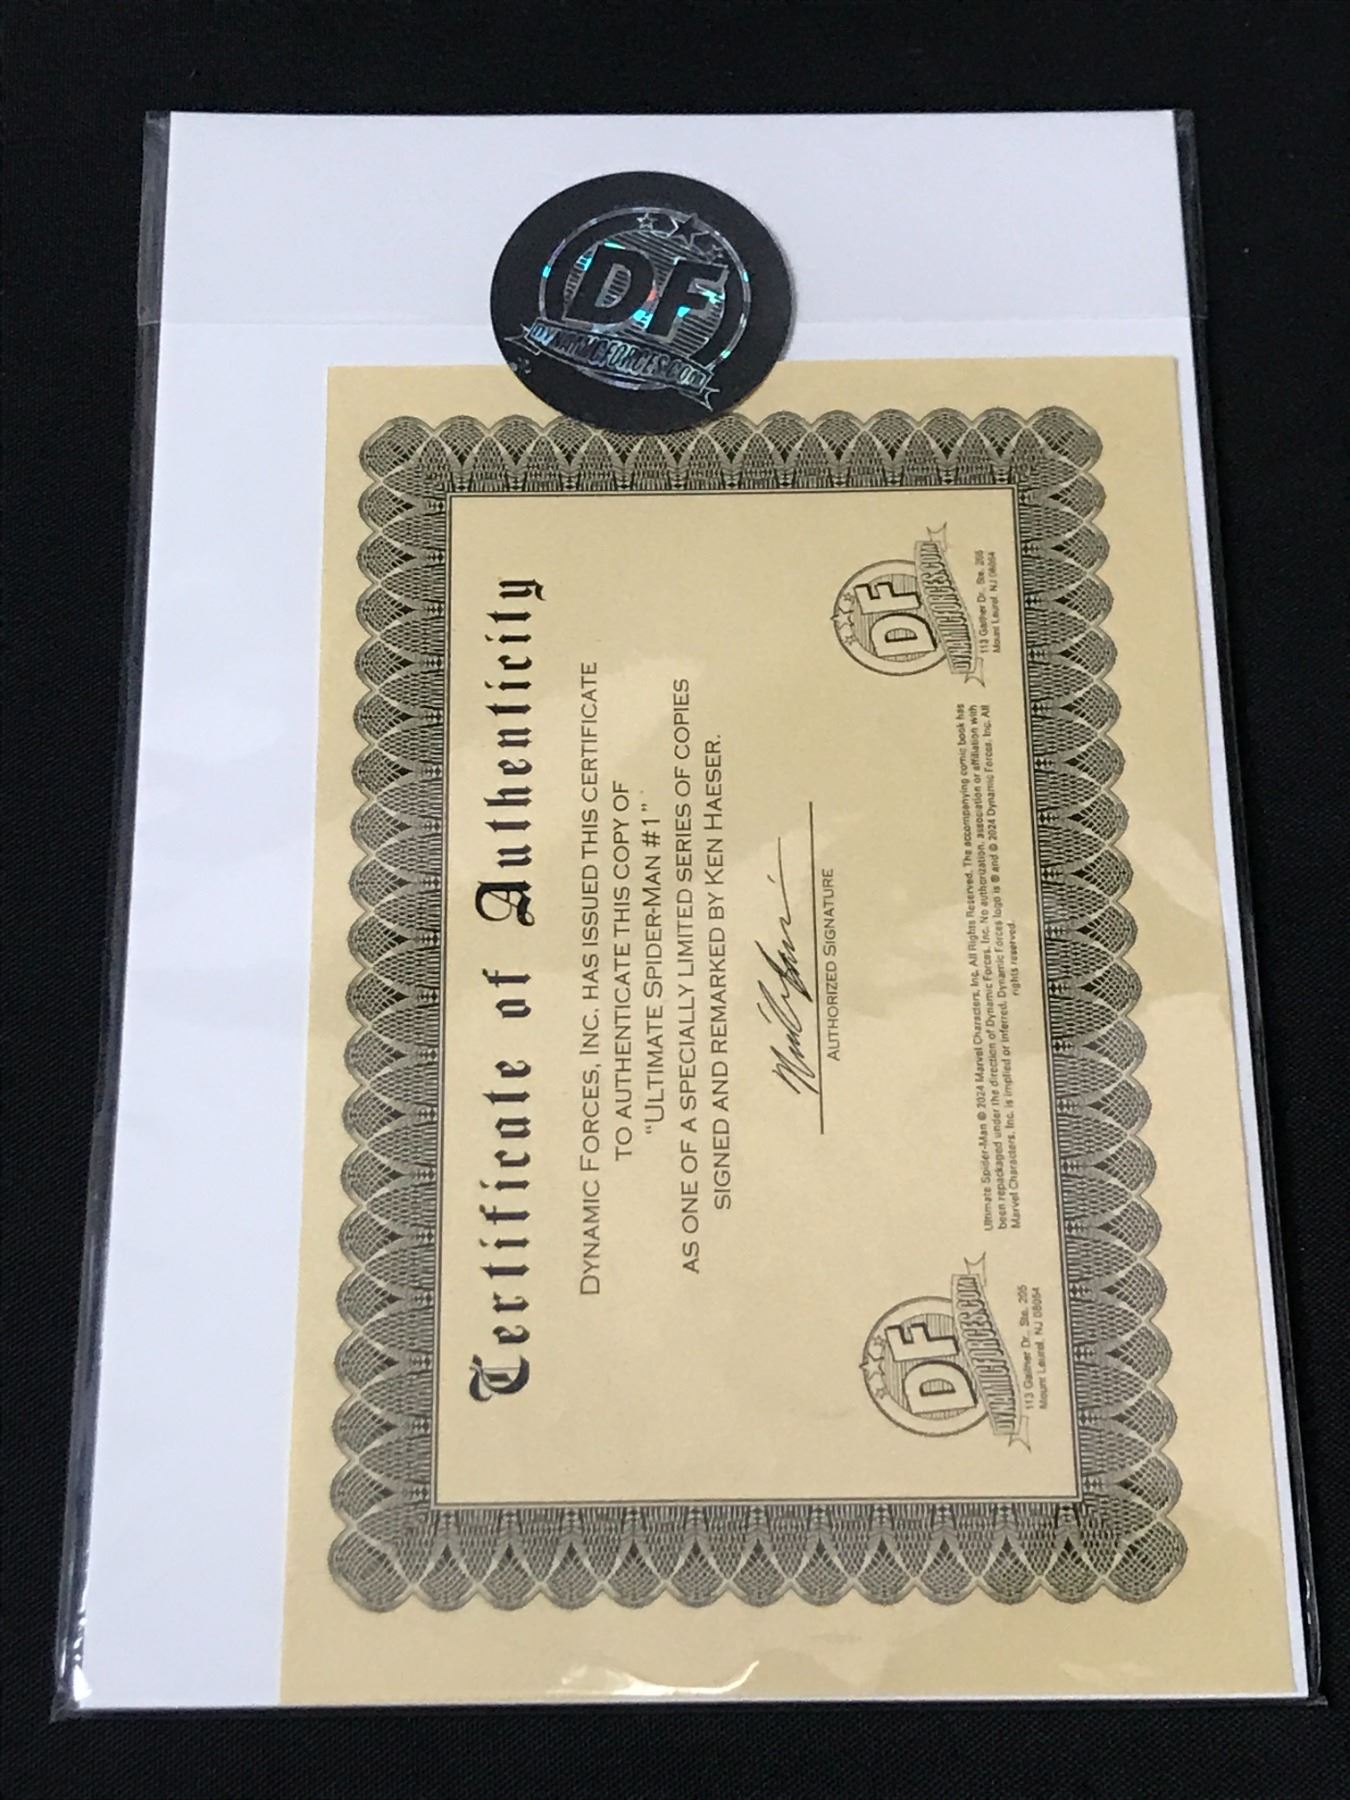 DF
DYNAMICFORCES.COM
Certificate of Authenticity
DYNAMIC FORCES, INC. HAS ISSUED THIS CERTIFICATE
TO AUTHENTICATE THIS COPY OF
"ULTIMATE SPIDER-MAN #1"
AS ONE OF A SPECIALLY LIMITED SERIES OF COPIES
SIGNED AND REMARKED BY KEN HAESER.
AUTHORIZED SIGNATURE
DF
DYNAMICFORCES.COM
113 Gaither Dr., Ste. 205
Mount Laurel, NJ 08054
Ultimate Spider-Man © 2024 Marvel Characters, Inc. All Rights Reserved. The accompanying comic book has
been repackaged under the direction of Dynamic Forces, Inc. No authorization, association or affiliation with
Marvel Characters, Inc. is implied or inferred. Dynamic Forces logo is ® and © 2024 Dynamic Forces, Inc. All
rights reserved.
DF
DYNAMICFORCES.COM
113 Gaither Dr., Ste. 205
Mount Laurel, NJ 08054